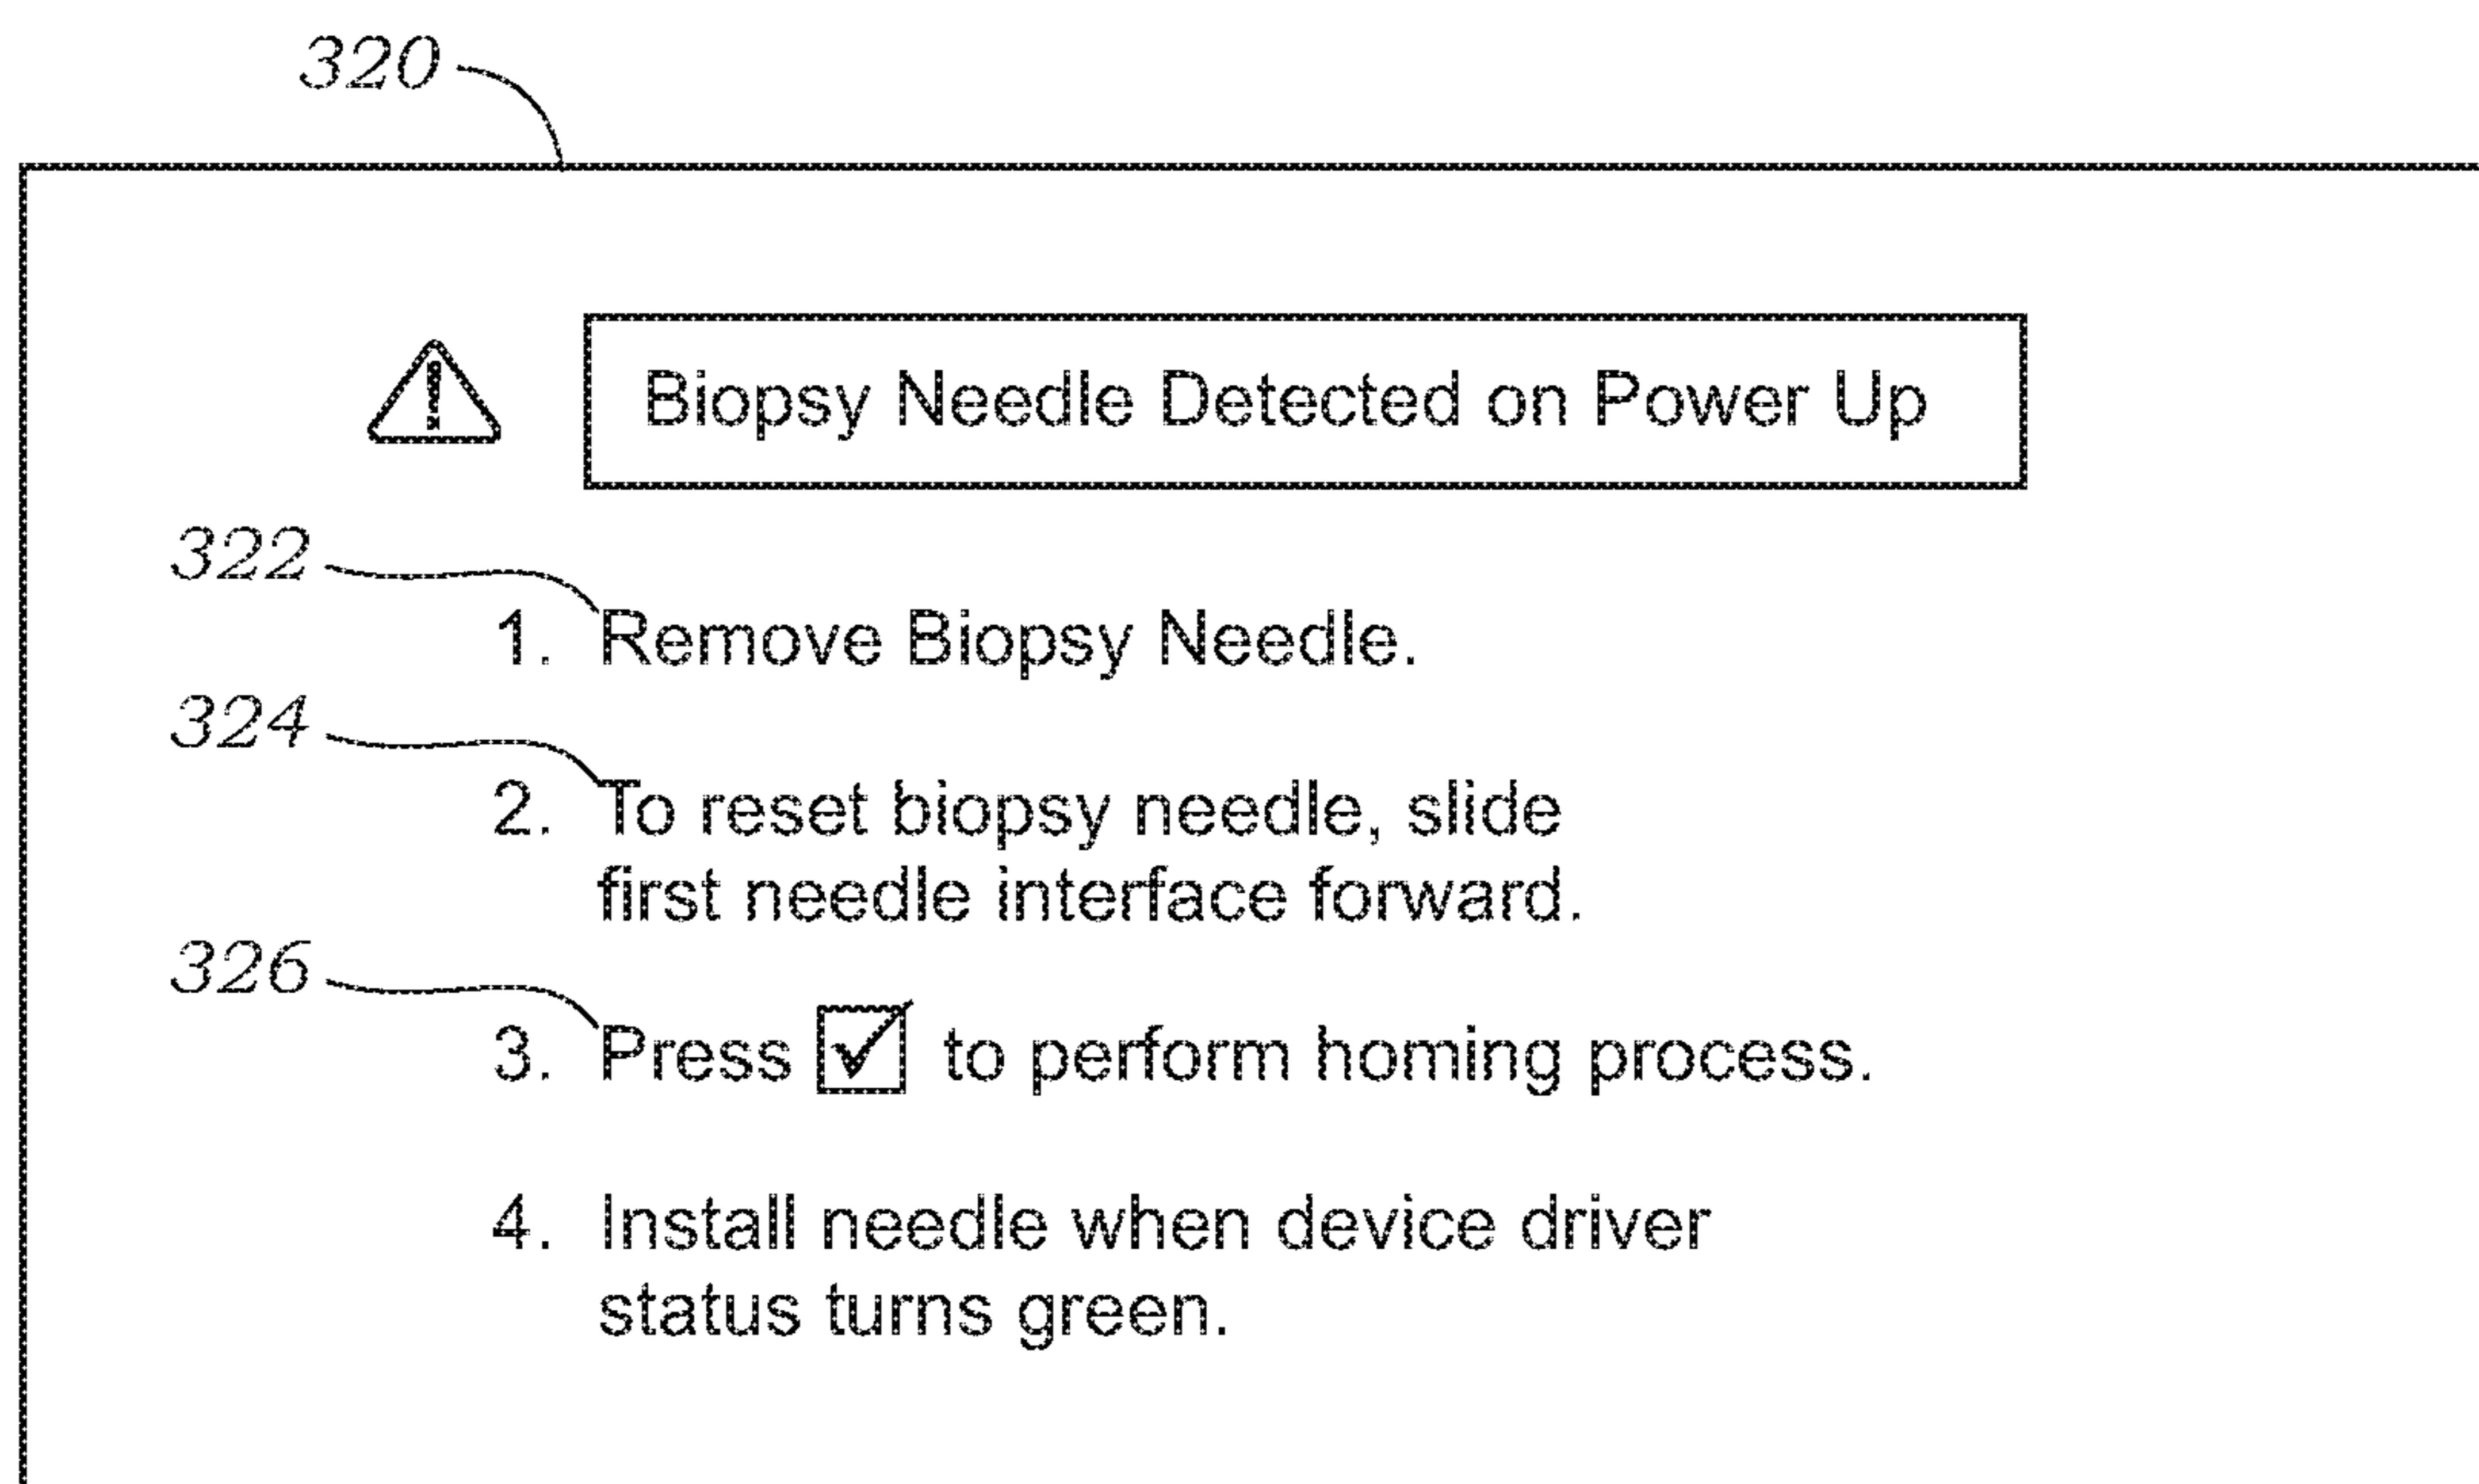 320
Biopsy Needle Detected on Power Up
322
1. Remove Biopsy Needle.
324
2. To reset biopsy needle, slide
first needle interface forward.
326
3. Press ☑ to perform homing process.
4. Install needle when device driver
status turns green.